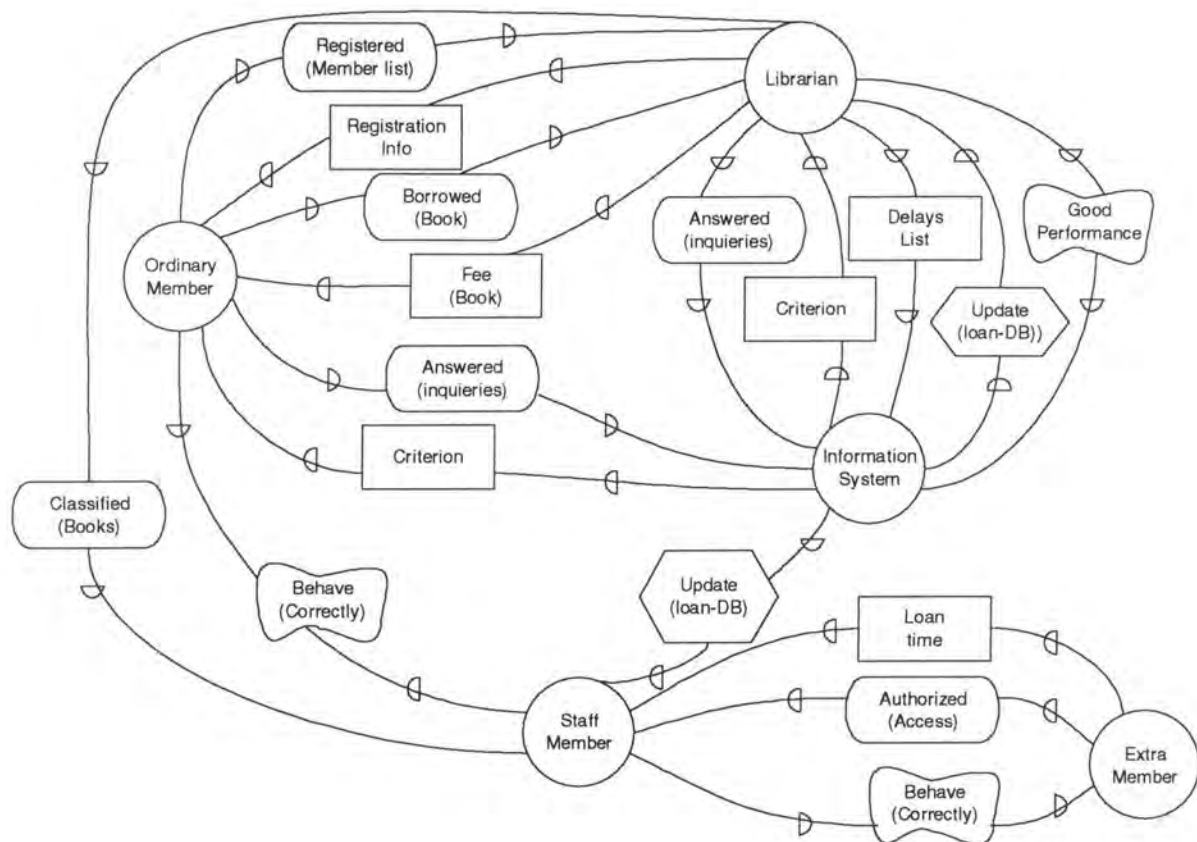 Registered
(Member list)
Librarian
Registration
Info
Borrowed
(Book)
Answered
(inquieries)
Delays
List
Good
Performance
Ordinary
Member
Fee
(Book)
Criterion
Update
(loan-DB))
Answered
(inquieries)
Criterion
Information
System
Classified
(Books)
Behave
(Correctly)
Update
(loan-DB)
Loan
time
Authorized
(Access)
Staff
Member
Extra
Member
Behave
(Correctly)